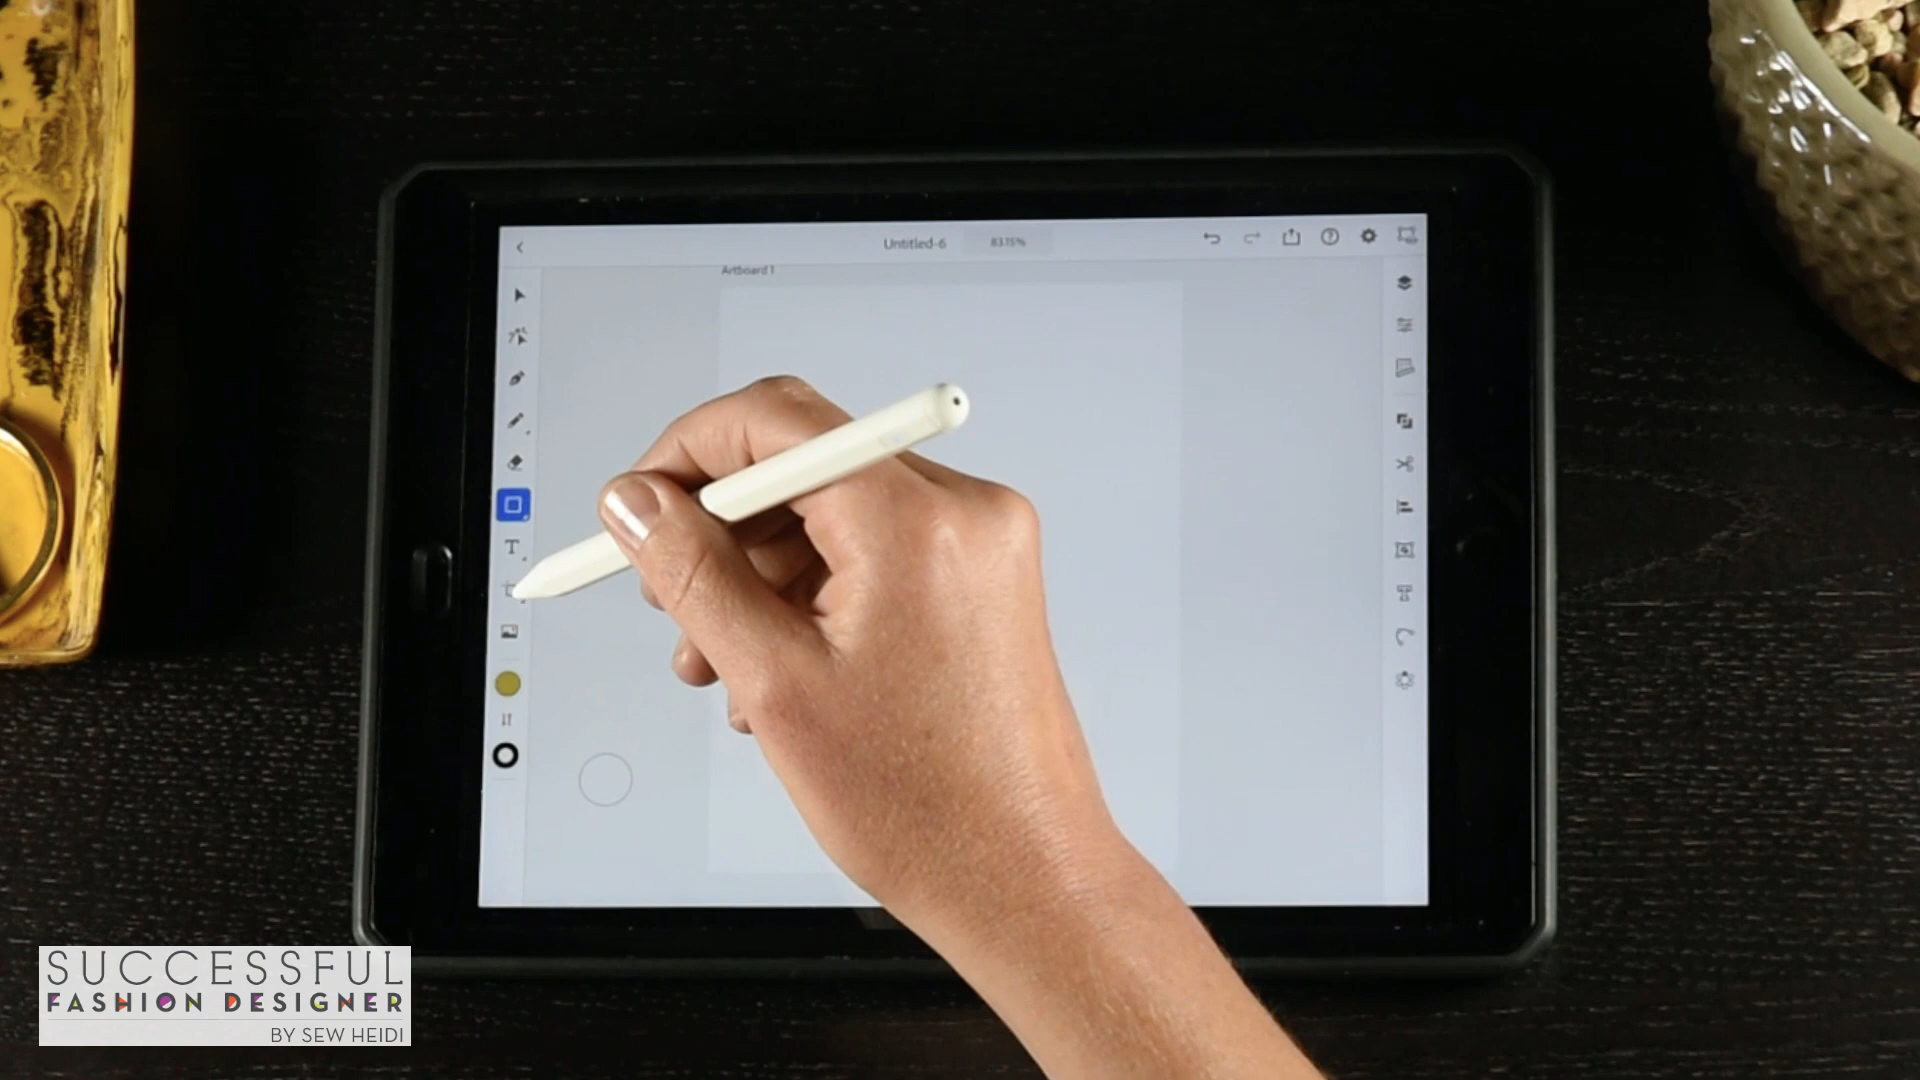 Untitled-6
83.15%
Artboard 1
T
SUCCESSFUL
FASHION DESIGNER
BY SEW HEIDI